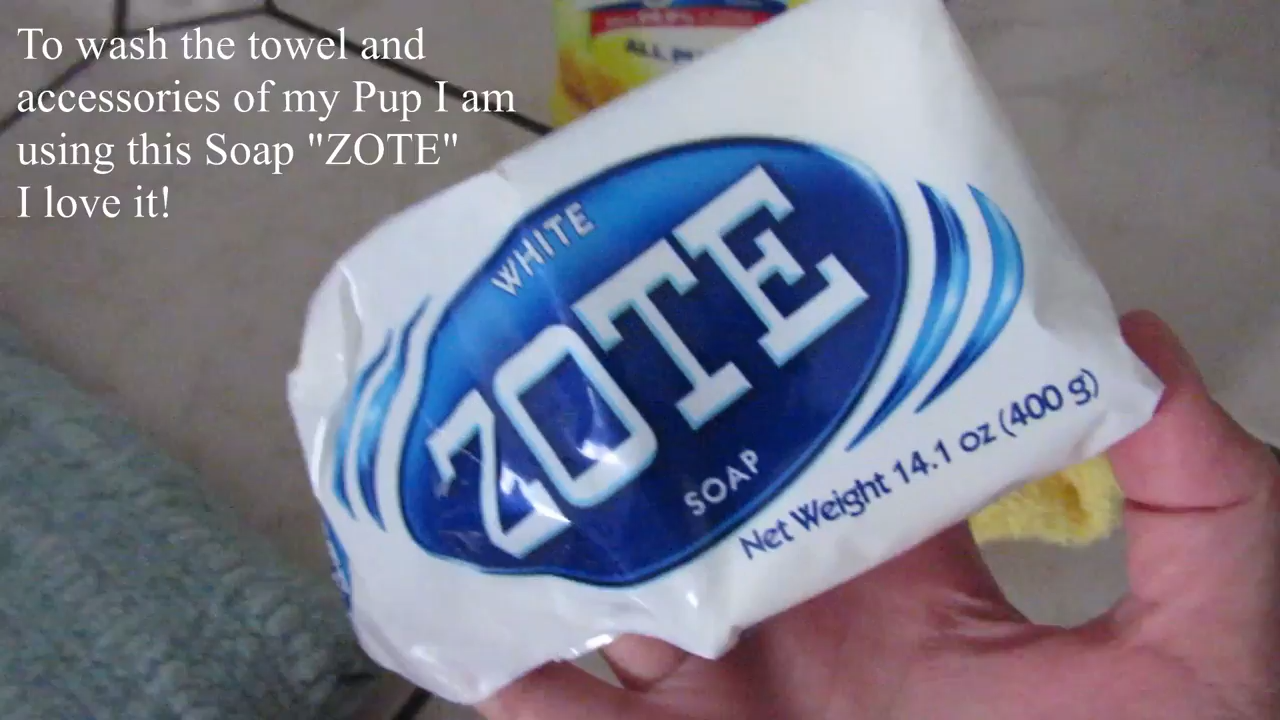 To wash the towel and
accessories of my Pup I am
using this Soap "ZOTE"
I love it!
ALL
WHITE
ZOTE
SOAP
Net Weight 14.1 oz (400 g)